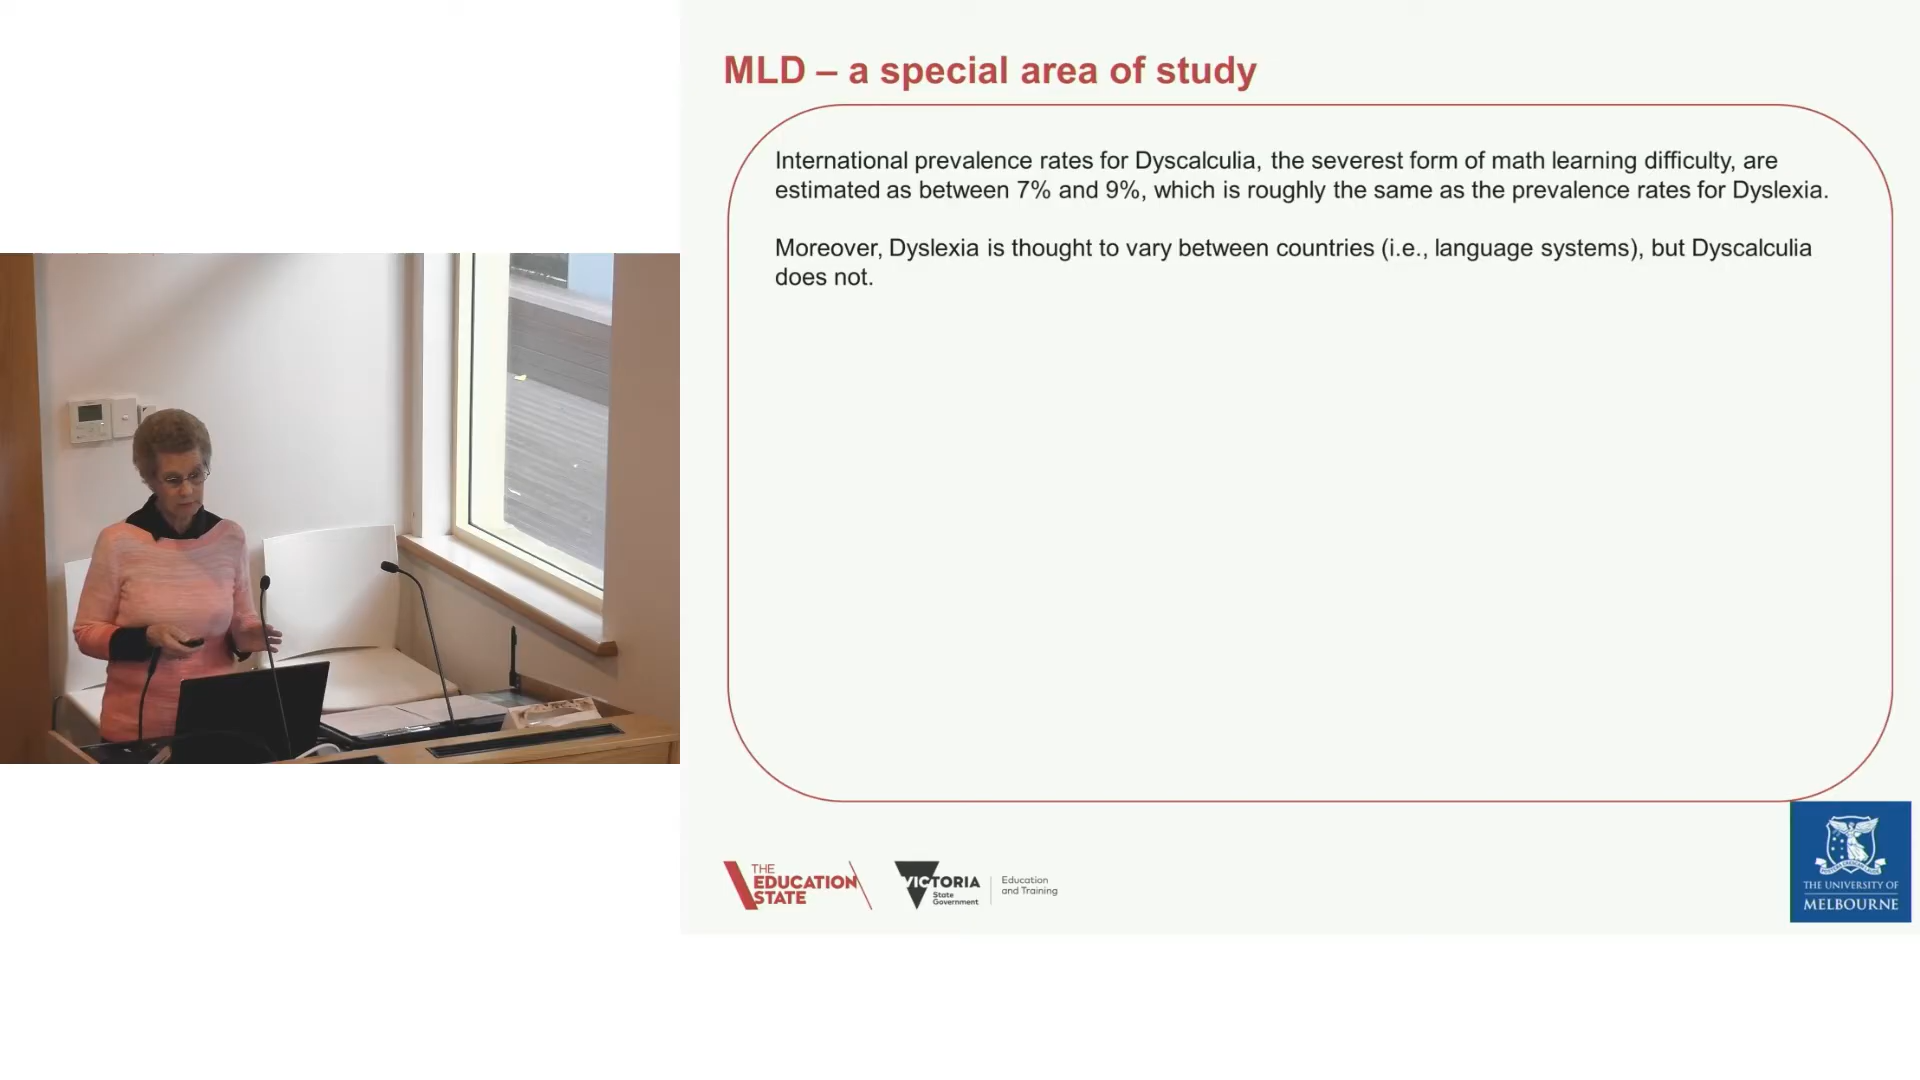 MLD – a special area of study
International prevalence rates for Dyscalculia, the severest form of math learning difficulty, are
estimated as between 7% and 9%, which is roughly the same as the prevalence rates for Dyslexia.
Moreover, Dyslexia is thought to vary between countries (i.e., language systems), but Dyscalculia
does not.
THE
EDUCATION
STATE
VICTORIA
State
Government
Education
and Training
THE UNIVERSITY OF
MELBOURNE